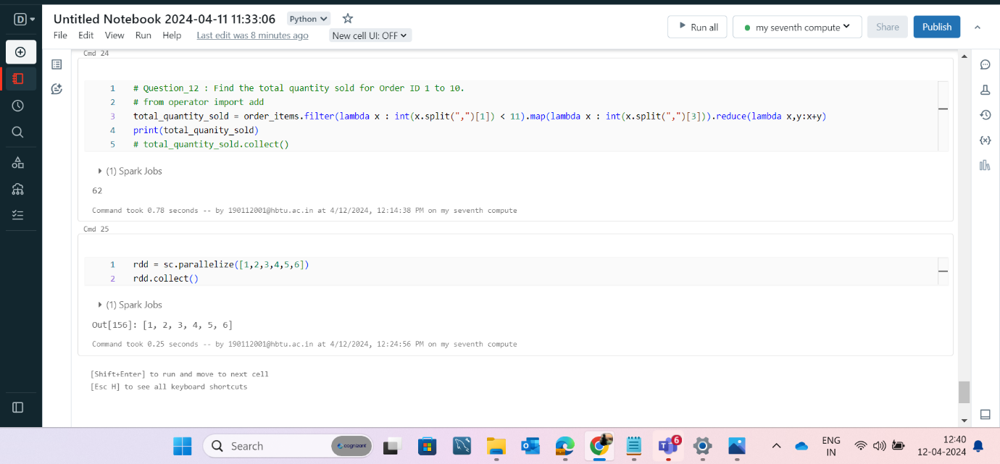 D
Untitled Notebook 2024-04-11 11:33:06
Python
File Edit View Run Help
Last edit was 8 minutes ago
New cell UI: OFF
Run all
my seventh compute
Share
Publish
Cmd 24
1 # Question_12 : Find the total quantity sold for Order ID 1 to 10.
2 # from operator import add
3 total_quantity_sold = order_items.filter(lambda x : int(x.split(",")[1]) < 11).map(lambda x : int(x.split(",")[3])).reduce(lambda x,y:x+y)
4 print(total_quanity_sold)
5 # total_quantity_sold.collect()
(1) Spark Jobs
62
Command took 0.78 seconds -- by 190112001@hbtu.ac.in at 4/12/2024, 12:14:38 PM on my seventh compute
Cmd 25
1 rdd = sc.parallelize([1,2,3,4,5,6])
2 rdd.collect()
(1) Spark Jobs
Out[156]: [1, 2, 3, 4, 5, 6]
Command took 0.25 seconds -- by 190112001@hbtu.ac.in at 4/12/2024, 12:24:56 PM on my seventh compute
[Shift+Enter] to run and move to next cell
[Esc H] to see all keyboard shortcuts
{x}
Search
cognizant
6
ENG
IN
12:40
12-04-2024